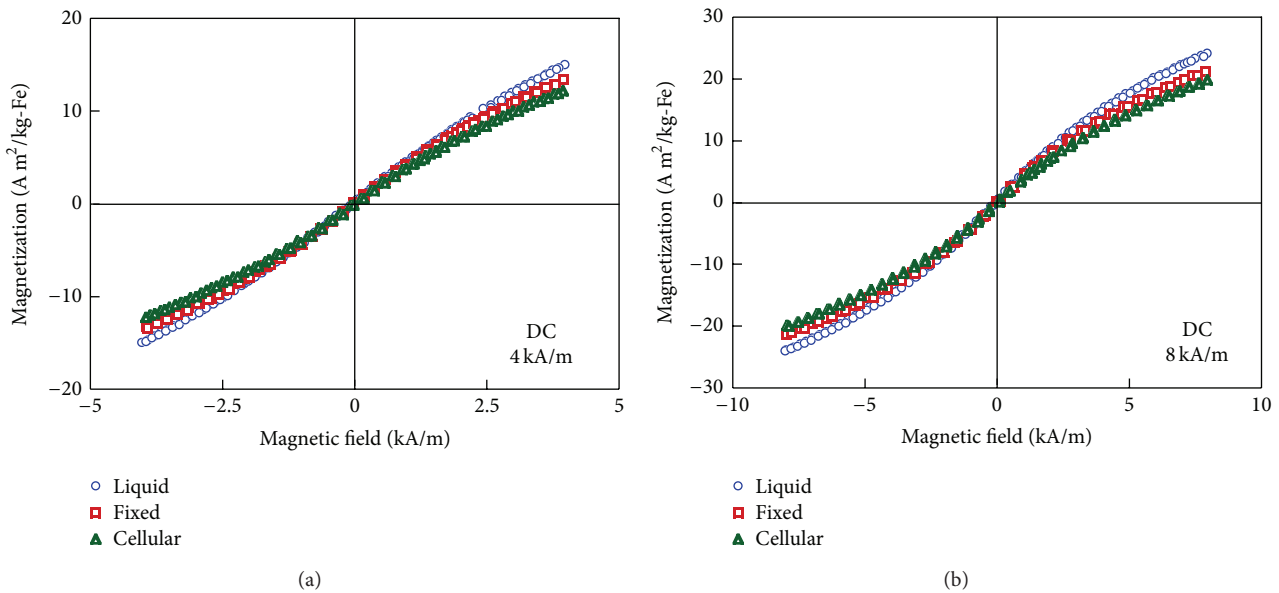 20
10
0
−10
−20
−5
−2.5
0
2.5
5
Magnetization (A m²/kg-Fe)
Magnetic field (kA/m)
DC
4 kA/m
Liquid
Fixed
Cellular
(a)
30
20
10
0
−10
−20
−30
−10
−5
0
5
10
Magnetization (A m²/kg-Fe)
Magnetic field (kA/m)
DC
8 kA/m
Liquid
Fixed
Cellular
(b)